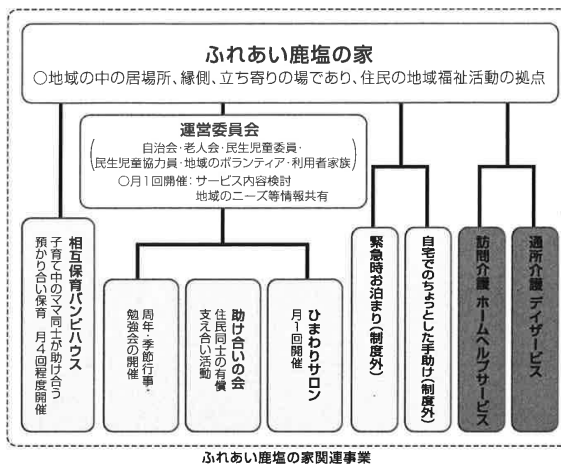 ふれあい鹿塩の家
○地域の中の居場所、縁側、立ち寄りの場であり、住民の地域福祉活動の拠点
運営委員会
自治会・老人会・民生児童委員・
民生児童協力員・地域のボランティア・利用者家族
○月1回開催：サービス内容検討
地域のニーズ等情報共有
相互保育バンビハウス
子育て中のママ同士が助け合う
預かり合い保育　月4回程度開催
周年・季節行事・
勉強会の開催
助け合いの会
住民同士の有償
支え合い活動
ひまわりサロン
月1回開催
緊急時お泊まり（制度外）
自宅でのちょっとした手助け（制度外）
訪問介護 ホームヘルプサービス
通所介護 デイサービス
ふれあい鹿塩の家関連事業